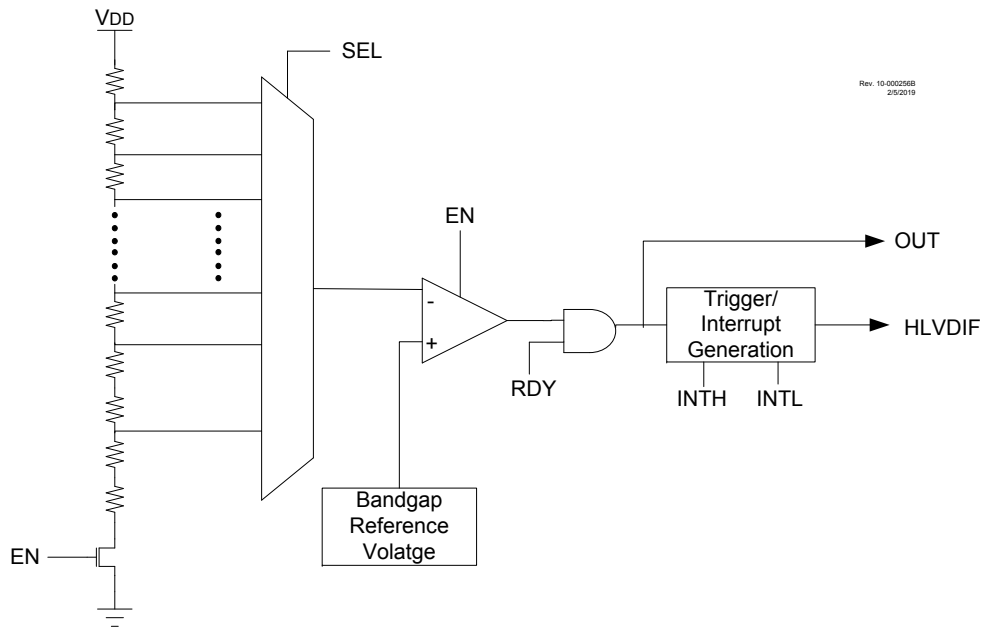 VDD
SEL
Rev. 10-000256B
2/5/2019
EN
OUT
-
+
Trigger/
Interrupt
Generation
HLVDIF
RDY
INTH
INTL
Bandgap
Reference
Volatge
EN